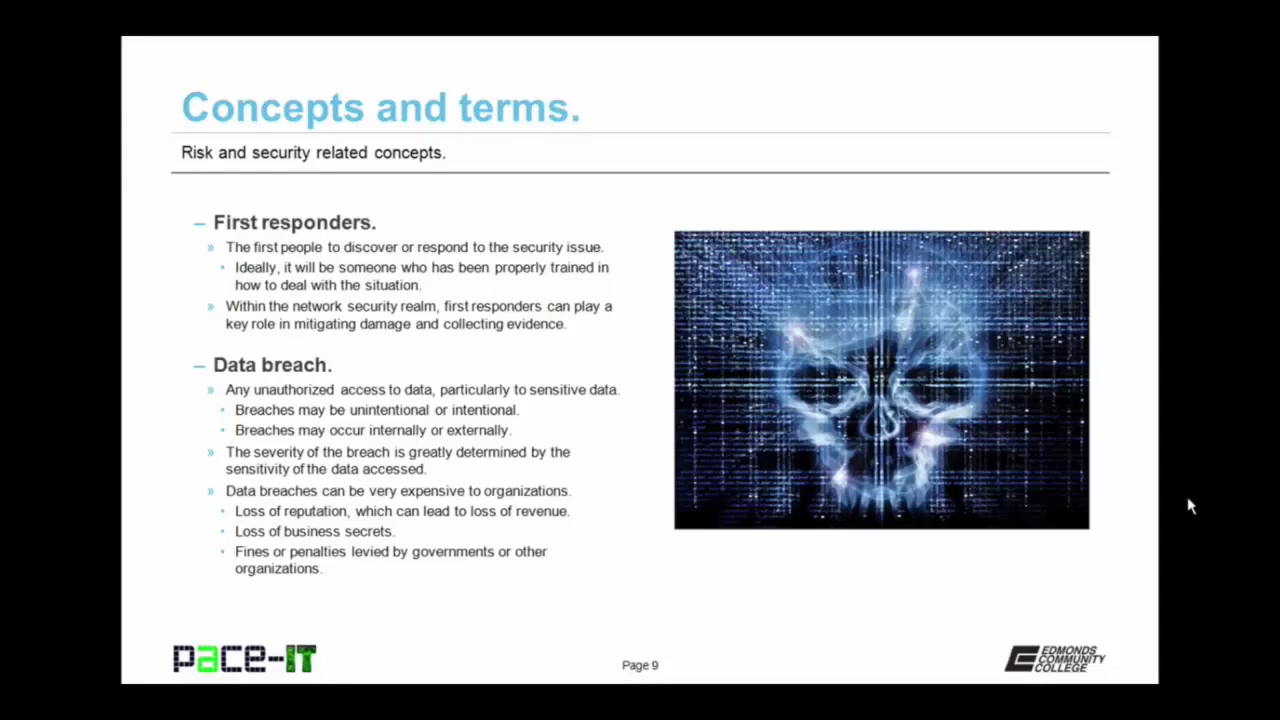 Concepts and terms.
Risk and security related concepts.
– First responders.
» The first people to discover or respond to the security issue.
• Ideally, it will be someone who has been properly trained in
how to deal with the situation.
» Within the network security realm, first responders can play a
key role in mitigating damage and collecting evidence.
– Data breach.
» Any unauthorized access to data, particularly to sensitive data.
• Breaches may be unintentional or intentional.
• Breaches may occur internally or externally.
» The severity of the breach is greatly determined by the
sensitivity of the data accessed.
» Data breaches can be very expensive to organizations.
• Loss of reputation, which can lead to loss of revenue.
• Loss of business secrets.
• Fines or penalties levied by governments or other
organizations.
pace-IT
Page 9
EDMONDS
COMMUNITY
COLLEGE